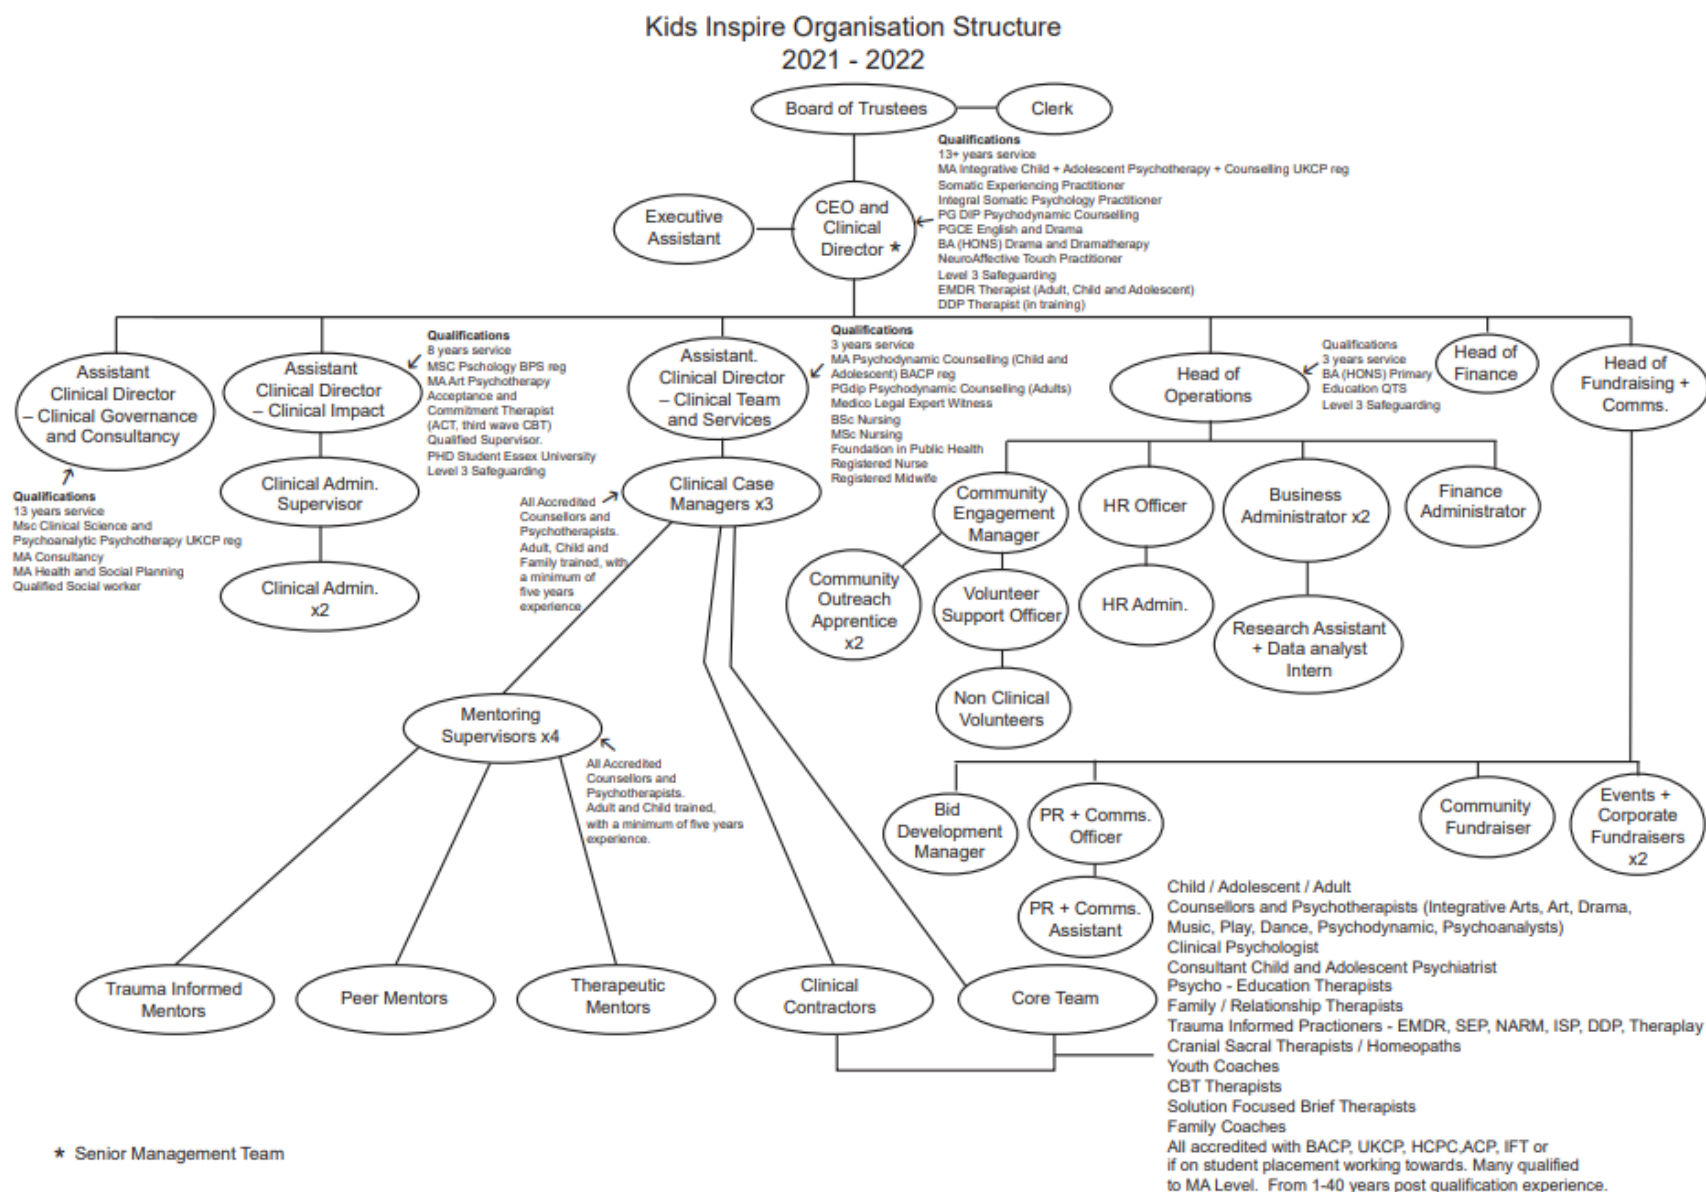 Kids Inspire Organisation Structure
2021 - 2022
Board of Trustees
Clerk
Qualifications
13+ years service
MA Integrative Child + Adolescent Psychotherapy + Counselling UKCP reg
Somatic Experiencing Practitioner
Integral Somatic Psychology Practitioner
PG DIP Psychodynamic Counselling
PGCE English and Drama
BA (HONS) Drama and Dramatherapy
NeuroAffective Touch Practitioner
Level 3 Safeguarding
EMDR Therapist (Adult, Child and Adolescent)
DDP Therapist (in training)
Executive
Assistant
CEO and
Clinical
Director *
Assistant
Clinical Director
– Clinical Governance
and Consultancy
Qualifications
13 years service
Msc Clinical Science and
Psychoanalytic Psychotherapy UKCP reg
MA Consultancy
MA Health and Social Planning
Qualified Social worker
Assistant
Clinical Director
– Clinical Impact
Qualifications
8 years service
MSC Pschology BPS reg
MA Art Psychotherapy
Acceptance and
Commitment Therapist
(ACT, third wave CBT)
Qualified Supervisor.
PHD Student Essex University
Level 3 Safeguarding
Clinical Admin.
Supervisor
Clinical Admin.
x2
Assistant.
Clinical Director
– Clinical Team
and Services
Qualifications
3 years service
MA Psychodynamic Counselling (Child and
Adolescent) BACP reg
PGdip Psychodynamic Counselling (Adults)
Medico Legal Expert Witness
BSc Nursing
MSc Nursing
Foundation in Public Health
Registered Nurse
Registered Midwife
Clinical Case
Managers x3
All Accredited
Counsellors and
Psychotherapists.
Adult, Child and
Family trained, with
a minimum of
five years
experience
Head of
Operations
Qualifications
3 years service
BA (HONS) Primary
Education QTS
Level 3 Safeguarding
Head of
Finance
Head of
Fundraising +
Comms.
Community
Engagement
Manager
HR Officer
Business
Administrator x2
Finance
Administrator
Community
Outreach
Apprentice
x2
Volunteer
Support Officer
HR Admin.
Research Assistant
+ Data analyst
Intern
Non Clinical
Volunteers
Mentoring
Supervisors x4
All Accredited
Counsellors and
Psychotherapists.
Adult and Child trained,
with a minimum of five years
experience.
Bid
Development
Manager
PR + Comms.
Officer
Community
Fundraiser
Events +
Corporate
Fundraisers
x2
PR + Comms.
Assistant
Trauma Informed
Mentors
Peer Mentors
Therapeutic
Mentors
Clinical
Contractors
Core Team
Child / Adolescent / Adult
Counsellors and Psychotherapists (Integrative Arts, Art, Drama,
Music, Play, Dance, Psychodynamic, Psychoanalysts)
Clinical Psychologist
Consultant Child and Adolescent Psychiatrist
Psycho - Education Therapists
Family / Relationship Therapists
Trauma Informed Practioners - EMDR, SEP, NARM, ISP, DDP, Theraplay
Cranial Sacral Therapists / Homeopaths
Youth Coaches
CBT Therapists
Solution Focused Brief Therapists
Family Coaches
All accredited with BACP, UKCP, HCPC,ACP, IFT or
if on student placement working towards. Many qualified
to MA Level. From 1-40 years post qualification experience.
* Senior Management Team